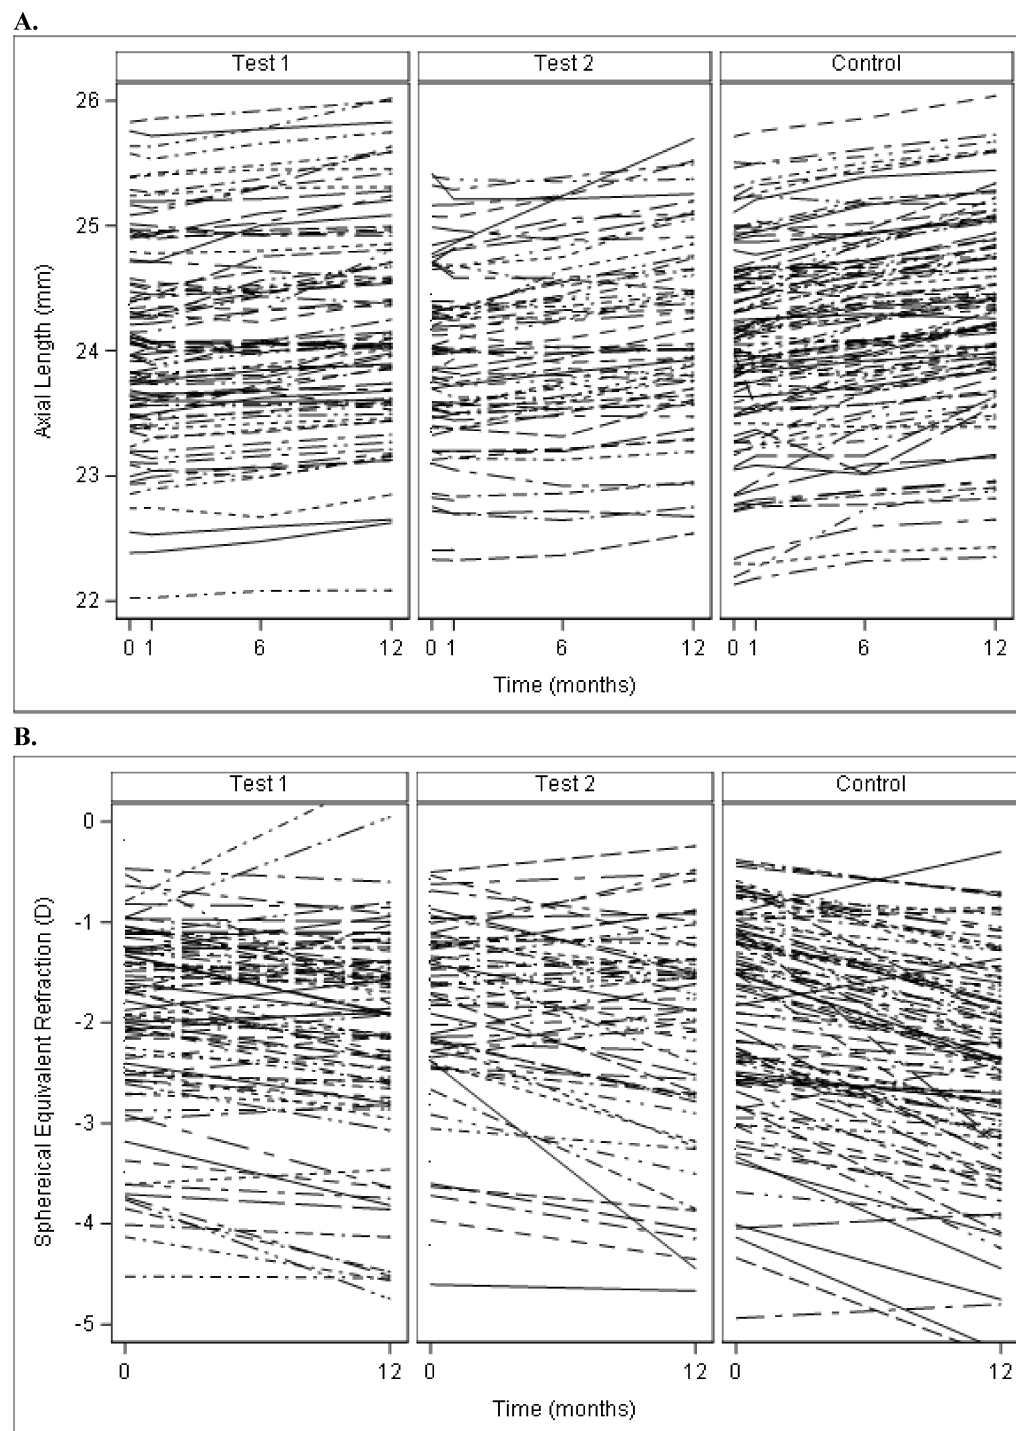 A.
Test 1 Test 2 Control
26
25
24
23
22
Axial Length (mm)
0 1 6 12 0 1 6 12 0 1 6 12
Time (months)
B.
Test 1 Test 2 Control
0
-1
-2
-3
-4
-5
Sphereical Equivalent Refraction (D)
0 12 0 12 0 12
Time (months)